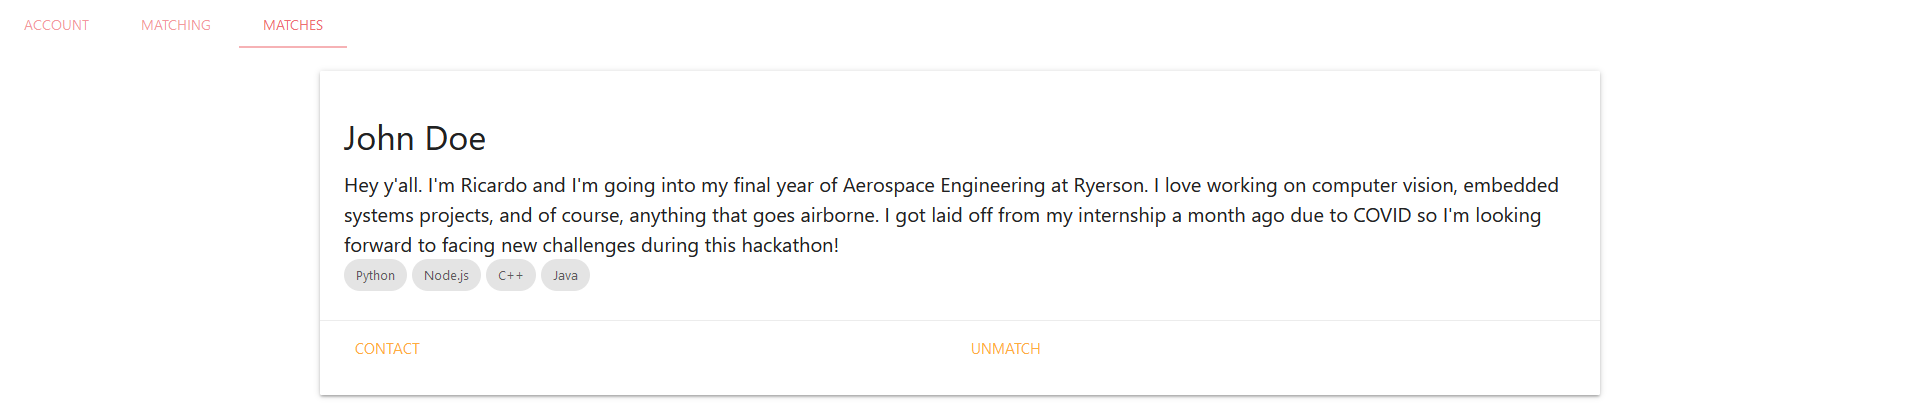 ACCOUNT MATCHING MATCHES
John Doe
Hey y'all. I'm Ricardo and I'm going into my final year of Aerospace Engineering at Ryerson. I love working on computer vision, embedded
systems projects, and of course, anything that goes airborne. I got laid off from my internship a month ago due to COVID so I'm looking
forward to facing new challenges during this hackathon!
Python Node.js C++ Java
CONTACT UNMATCH